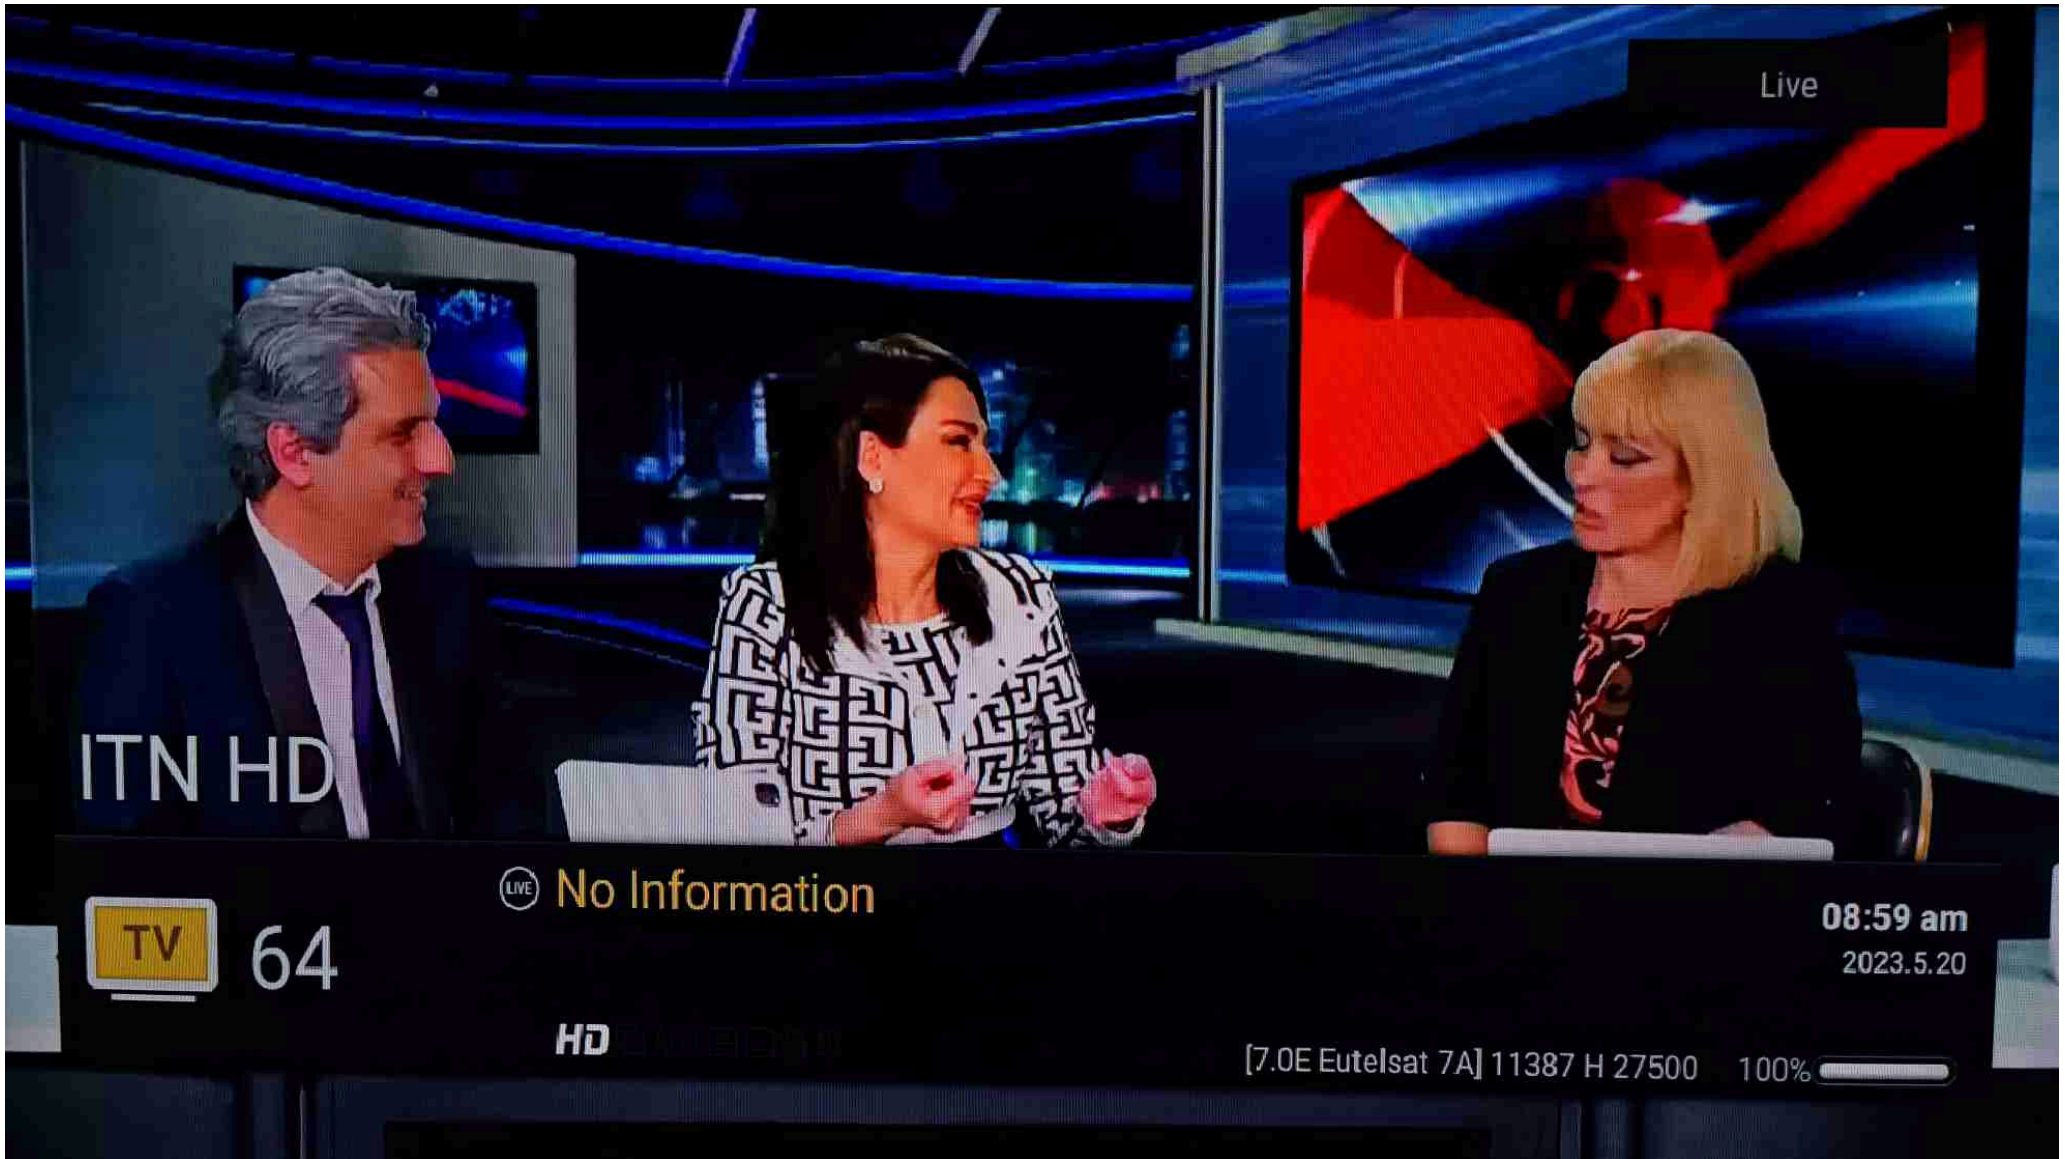 Live
ITN HD
TV
64
LIVE No Information
08:59 am
2023.5.20
HD
[7.0E Eutelsat 7A] 11387 H 27500 100%